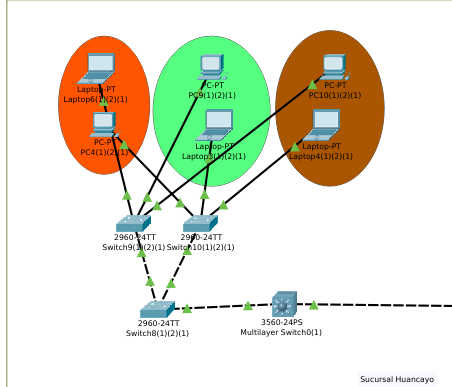 Laptop-PT
Laptop6(1)(2)(1)
PC-PT
PC4(1)(2)(1)
PC-PT
PC9(1)(2)(1)
Laptop-PT
Laptop3(1)(2)(1)
PC-PT
PC10(1)(2)(1)
Laptop-PT
Laptop4(1)(2)(1)
2960-24TT
Switch9(1)(2)(1)
2960-24TT
Switch10(1)(2)(1)
2960-24TT
Switch8(1)(2)(1)
3560-24PS
Multilayer Switch0(1)
Sucursal Huancayo